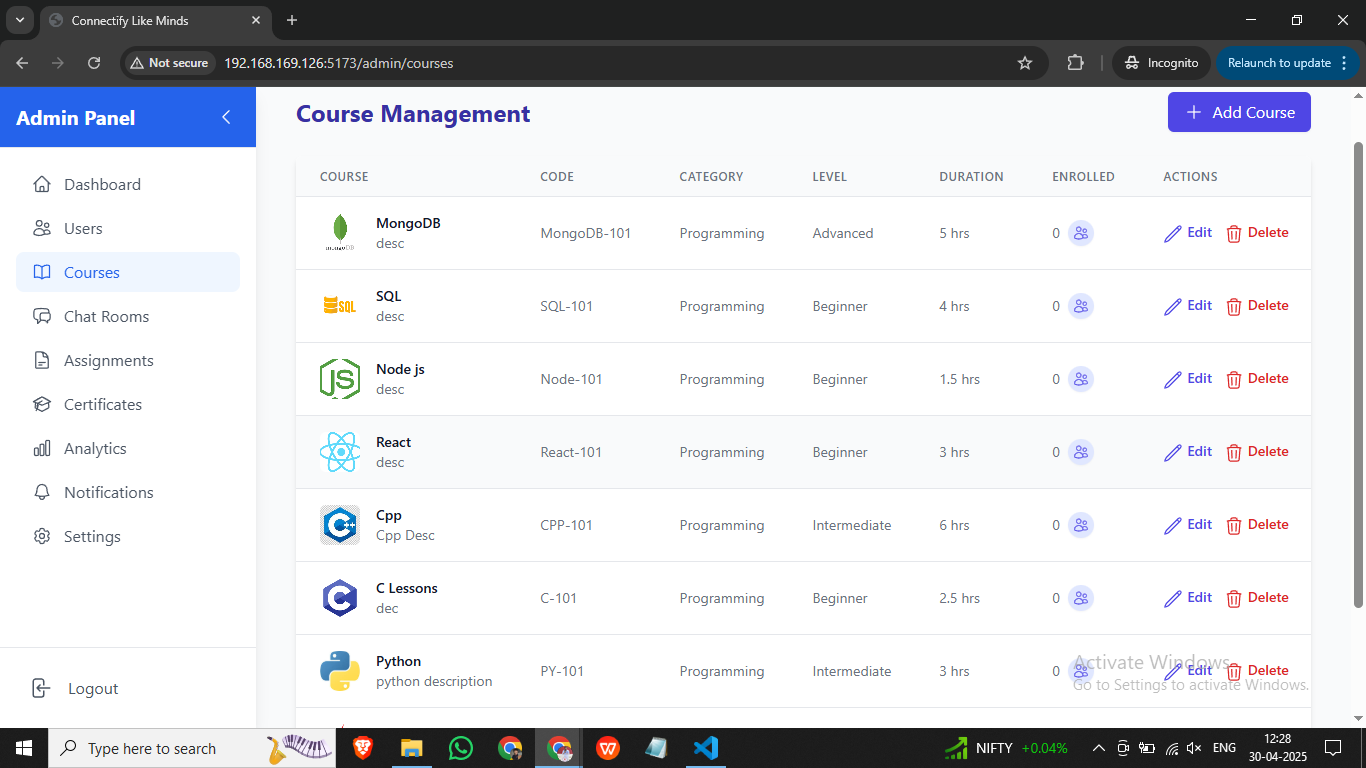 Connectify Like Minds
Not secure
192.168.169.126:5173/admin/courses
Incognito
Relaunch to update
Admin Panel
Dashboard
Users
Courses
Chat Rooms
Assignments
Certificates
Analytics
Notifications
Settings
Logout
Course Management
Add Course
COURSE CODE CATEGORY LEVEL DURATION ENROLLED ACTIONS
mongoDB
MongoDB
desc
MongoDB-101 Programming Advanced 5 hrs 0 Edit Delete
SQL
SQL
desc
SQL-101 Programming Beginner 4 hrs 0 Edit Delete
JS
Node js
desc
Node-101 Programming Beginner 1.5 hrs 0 Edit Delete
React
desc
React-101 Programming Beginner 3 hrs 0 Edit Delete
C++
Cpp
Cpp Desc
CPP-101 Programming Intermediate 6 hrs 0 Edit Delete
C
C Lessons
dec
C-101 Programming Beginner 2.5 hrs 0 Edit Delete
Python
python description
PY-101 Programming Intermediate 3 hrs 0 Edit Delete
Activate Windows
Go to Settings to activate Windows.
Type here to search
NIFTY +0.04%
ENG
12:28
30-04-2025